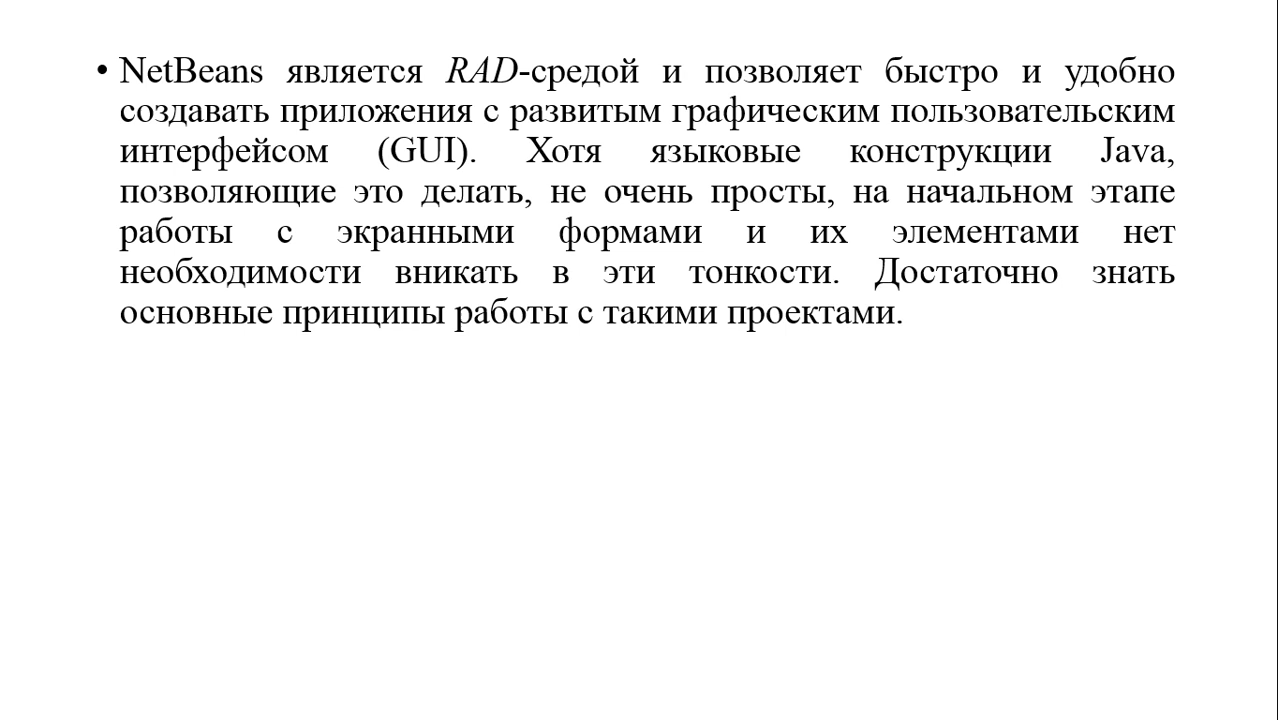 • NetBeans является RAD-средой и позволяет быстро и удобно
создавать приложения с развитым графическим пользовательским
интерфейсом (GUI). Хотя языковые конструкции Java,
позволяющие это делать, не очень просты, на начальном этапе
работы с экранными формами и их элементами нет
необходимости вникать в эти тонкости. Достаточно знать
основные принципы работы с такими проектами.